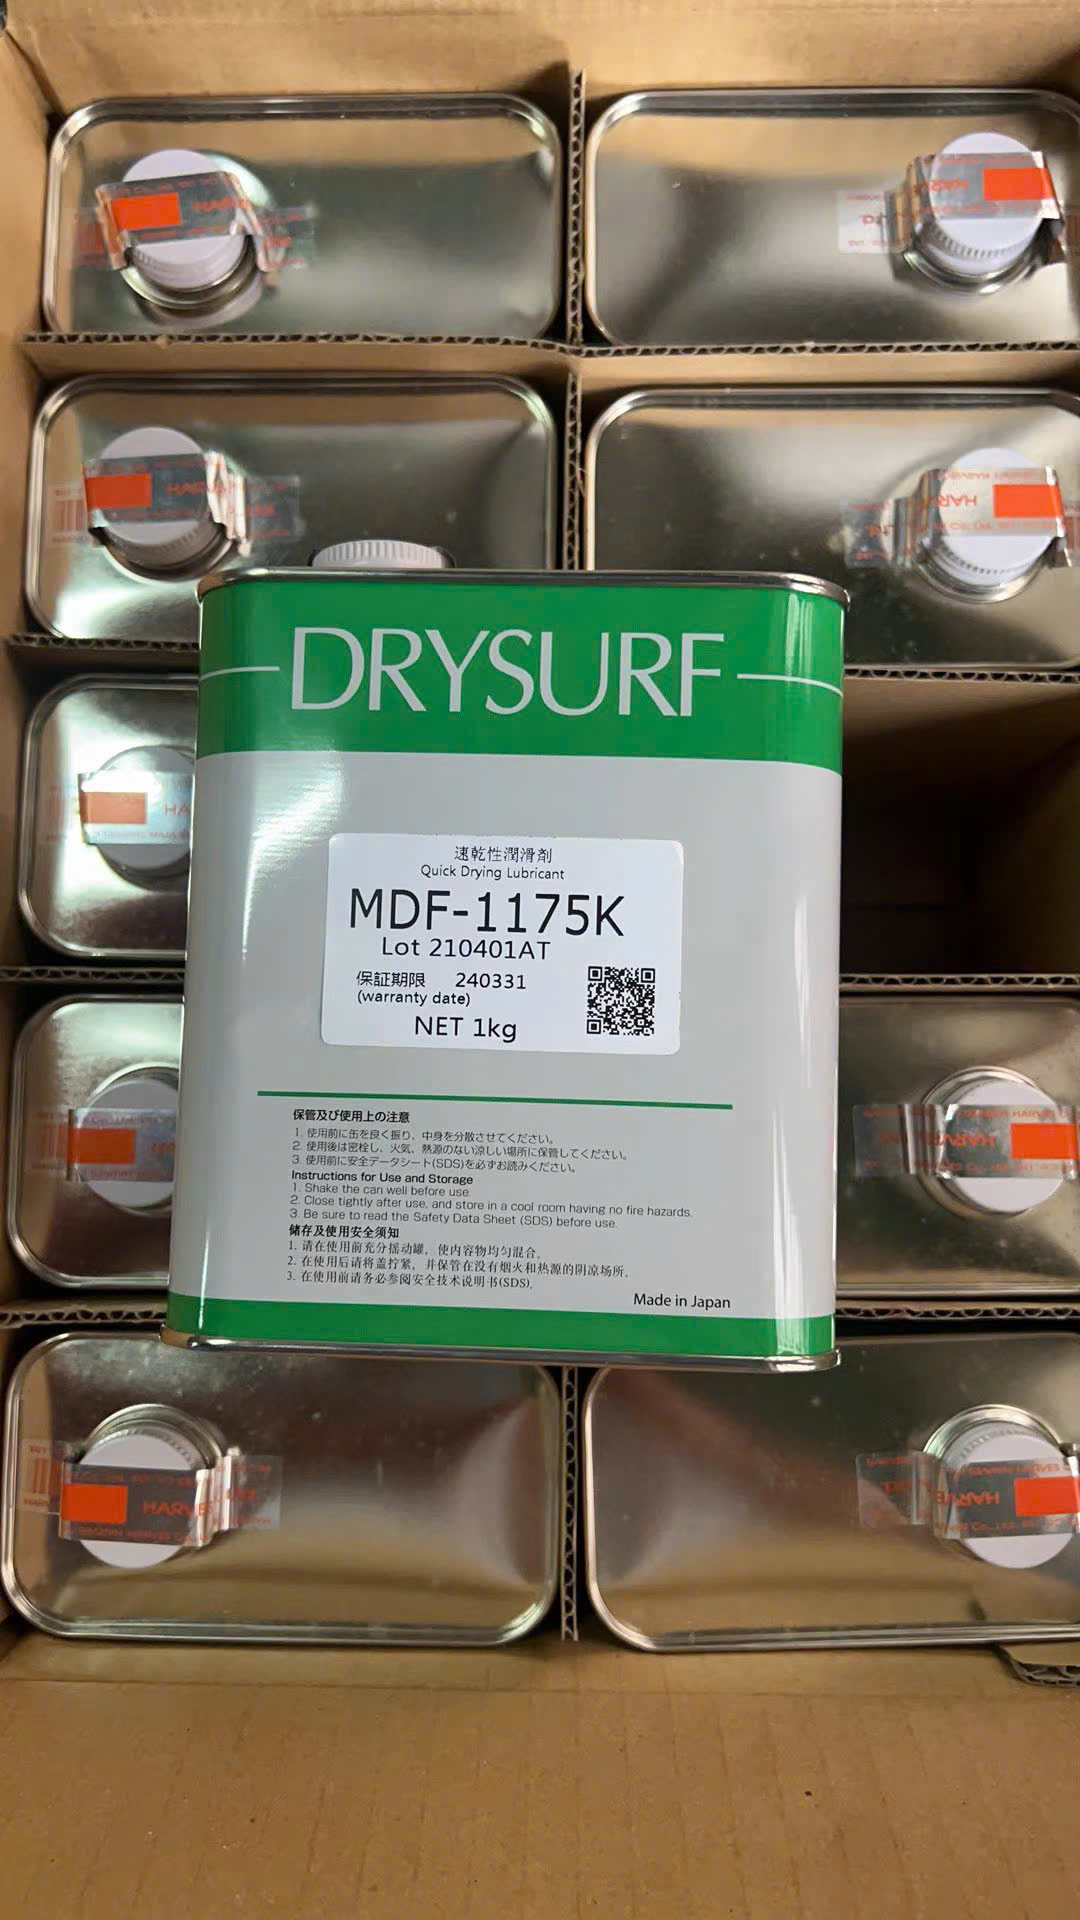 DRYSURF
速乾性潤滑剤
Quick Drying Lubricant
MDF-1175K
Lot 210401AT
保証期限 240331
(warranty date)
NET 1kg
保管及び使用上の注意
1. 使用前に缶を良く振り、中身を分散させてください。
2. 使用後は密栓し、火気、熱源のない涼しい場所に保管してください。
3. 使用前に安全データシート(SDS)を必ずお読みください。
Instructions for Use and Storage
1. Shake the can well before use.
2. Close tightly after use, and store in a cool room having no fire hazards.
3. Be sure to read the Safety Data Sheet (SDS) before use.
储存及使用安全须知
1. 请在使用前充分摇动罐，使内容物均匀混合。
2. 在使用后请将盖拧紧，并保管在没有烟火和热源的阴凉场所。
3. 在使用前请务必参阅安全技术说明书(SDS)。
Made in Japan